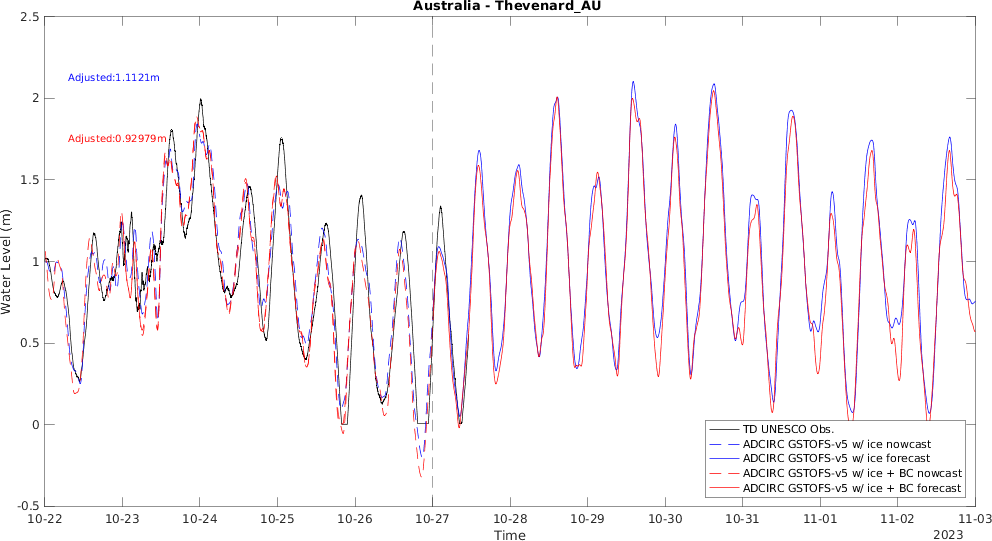 Australia - Thevenard_AU
2.5
2
1.5
1
0.5
0
-0.5
Water Level (m)
Adjusted:1.1121m
Adjusted:0.92979m
TD UNESCO Obs.
ADCIRC GSTOFS-v5 w/ ice nowcast
ADCIRC GSTOFS-v5 w/ ice forecast
ADCIRC GSTOFS-v5 w/ ice + BC nowcast
ADCIRC GSTOFS-v5 w/ ice + BC forecast
10-22 10-23 10-24 10-25 10-26 10-27 10-28 10-29 10-30 10-31 11-01 11-02 11-03
Time
2023